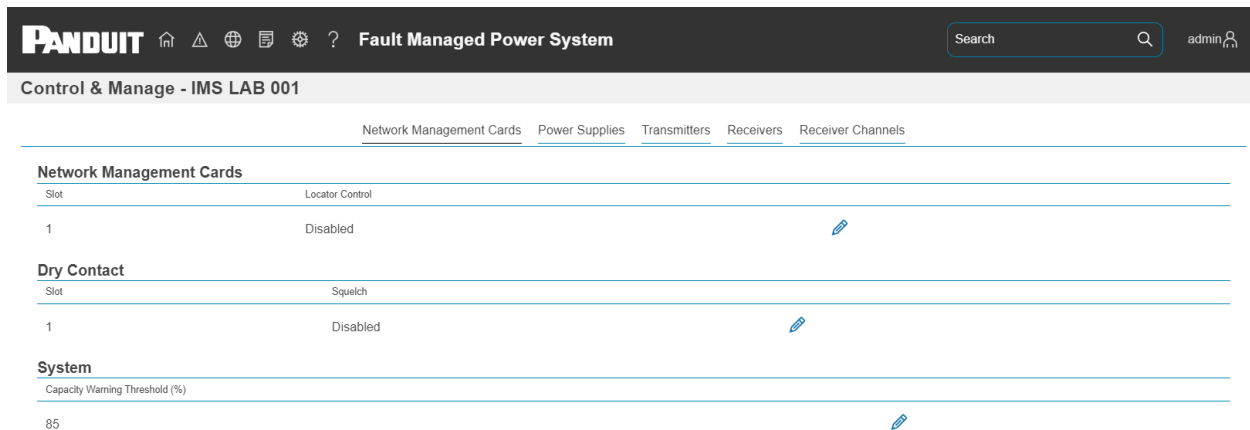 PANDUIT ? Fault Managed Power System Search admin
Control & Manage - IMS LAB 001
Network Management Cards Power Supplies Transmitters Receivers Receiver Channels
Network Management Cards
Slot Locator Control
1 Disabled
Dry Contact
Slot Squelch
1 Disabled
System
Capacity Warning Threshold (%)
85